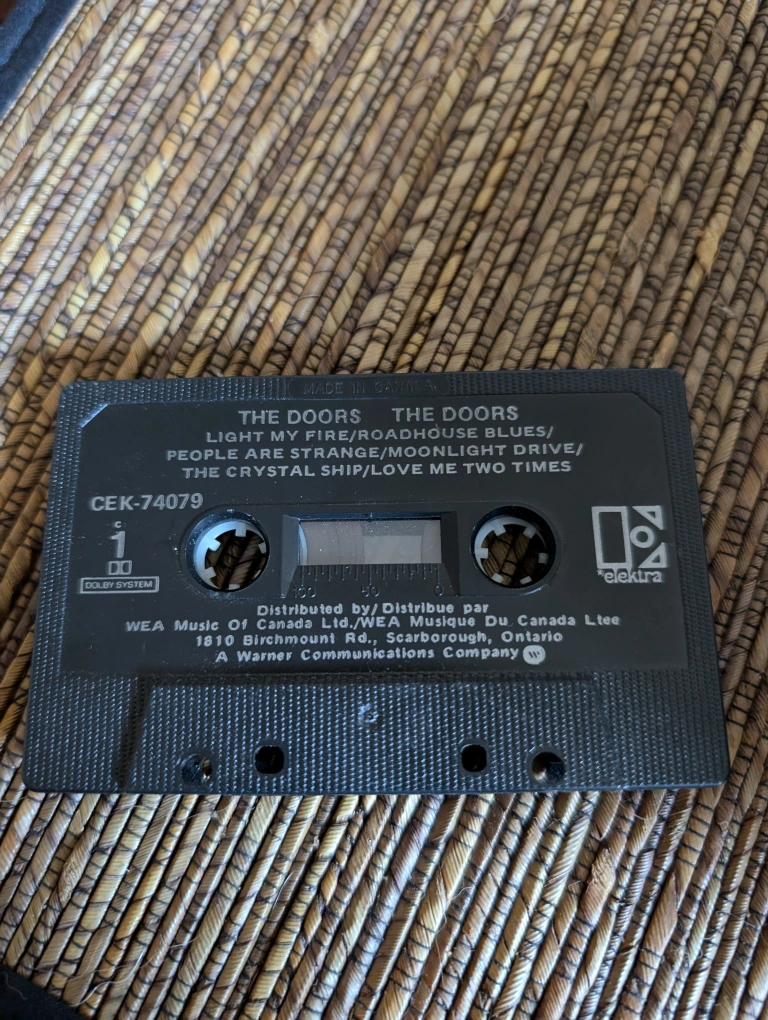 MADE IN CANADA
THE DOORS THE DOORS
LIGHT MY FIRE/ROADHOUSE BLUES/
PEOPLE ARE STRANGE/MOONLIGHT DRIVE/
THE CRYSTAL SHIP/LOVE ME TWO TIMES
CEK-74079
c
1
DOLBY SYSTEM
100 50 0
*elektra
Distributed by/Distribue par
WEA Music Of Canada Ltd./WEA Musique Du Canada Ltee
1810 Birchmount Rd., Scarborough, Ontario
A Warner Communications Company